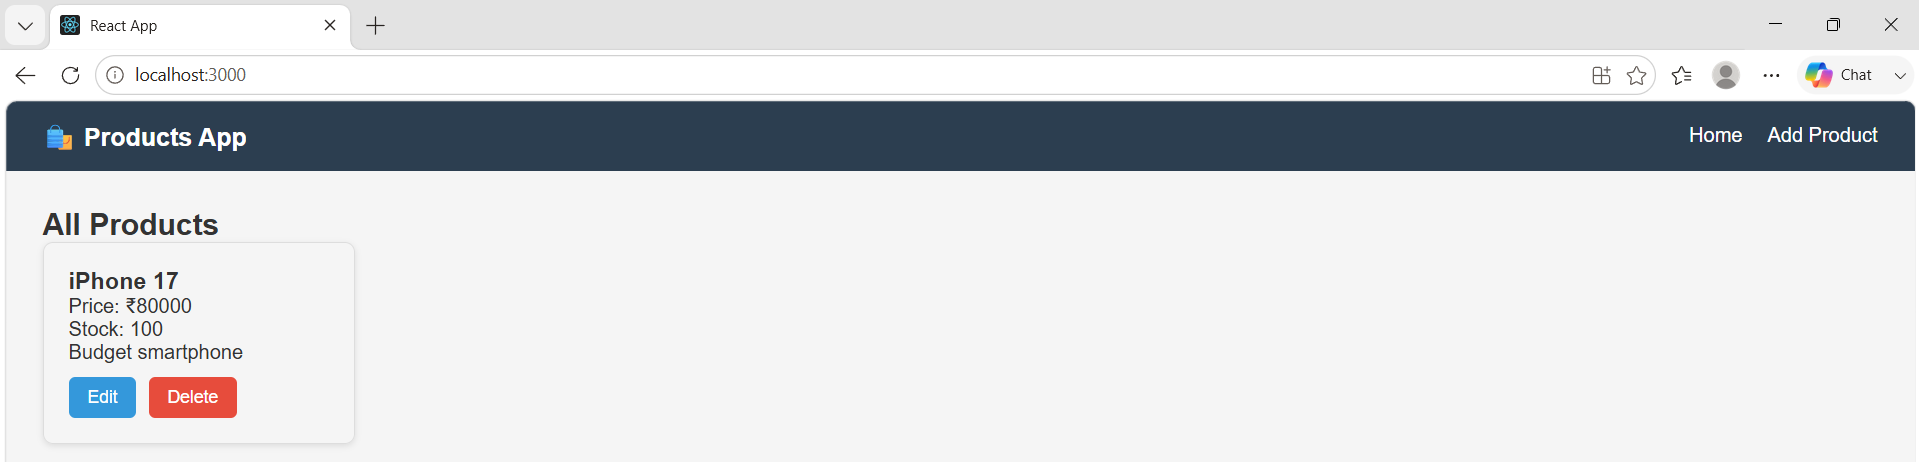 React App
localhost:3000
Chat
Products App
Home Add Product
All Products
iPhone 17
Price: ₹80000
Stock: 100
Budget smartphone
Edit Delete